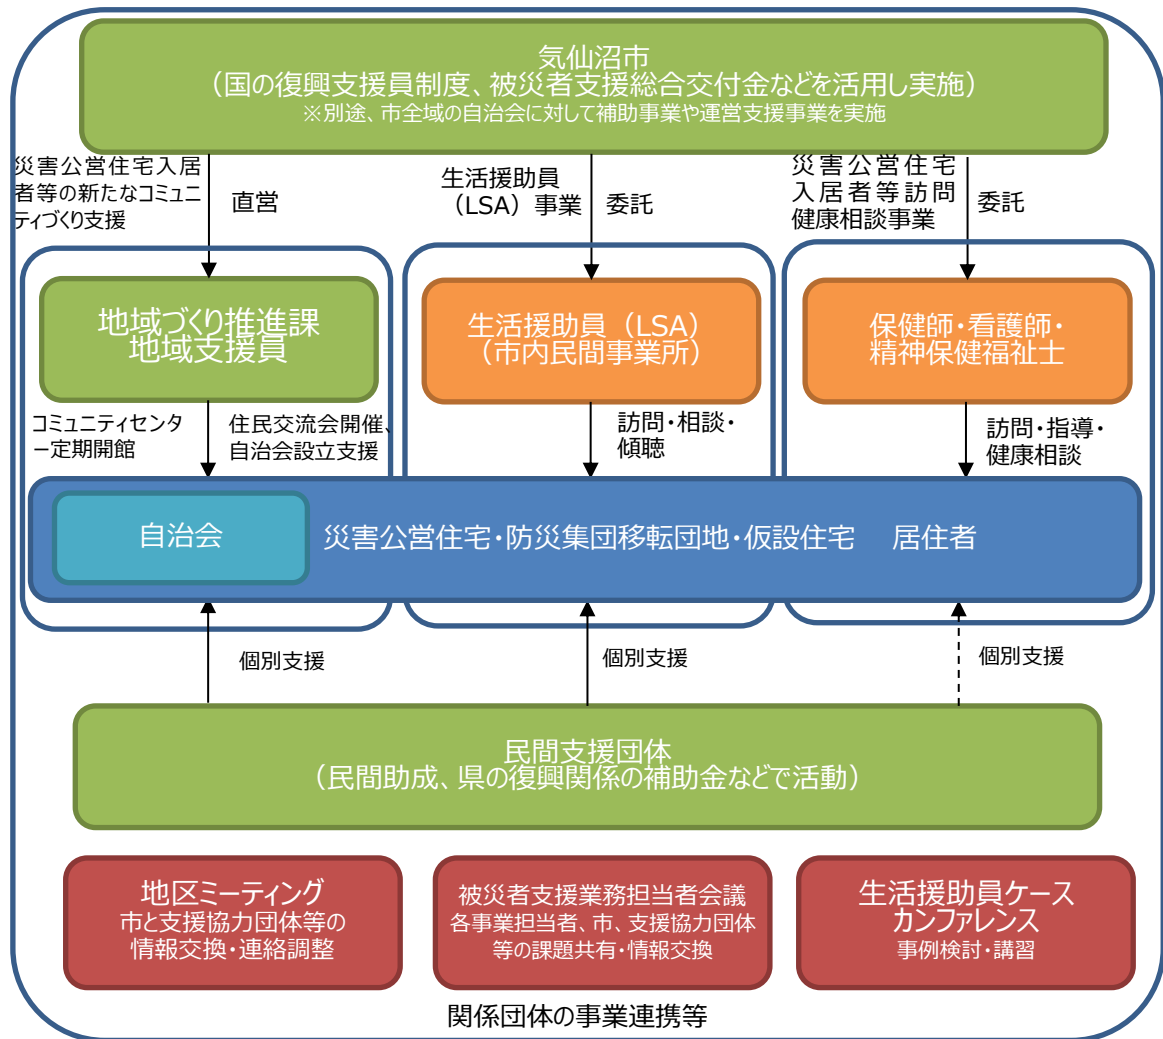 気仙沼市
（国の復興支援員制度、被災者支援総合交付金などを活用し実施）
※別途、市全域の自治会に対して補助事業や運営支援事業を実施
災害公営住宅入居
者等の新たなコミュニ
ティづくり支援
直営
生活援助員
（LSA）事業
委託
災害公営住宅
入居者等訪問
健康相談事業
委託
地域づくり推進課
地域支援員
生活援助員（LSA）
（市内民間事業所）
保健師・看護師・
精神保健福祉士
コミュニティセンタ
ー定期開館
住民交流会開催、
自治会設立支援
訪問・相談・
傾聴
訪問・指導・
健康相談
自治会
災害公営住宅・防災集団移転団地・仮設住宅　居住者
個別支援
個別支援
個別支援
民間支援団体
（民間助成、県の復興関係の補助金などで活動）
地区ミーティング
市と支援協力団体等の
情報交換・連絡調整
被災者支援業務担当者会議
各事業担当者、市、支援協力団体
等の課題共有・情報交換
生活援助員ケース
カンファレンス
事例検討・講習
関係団体の事業連携等